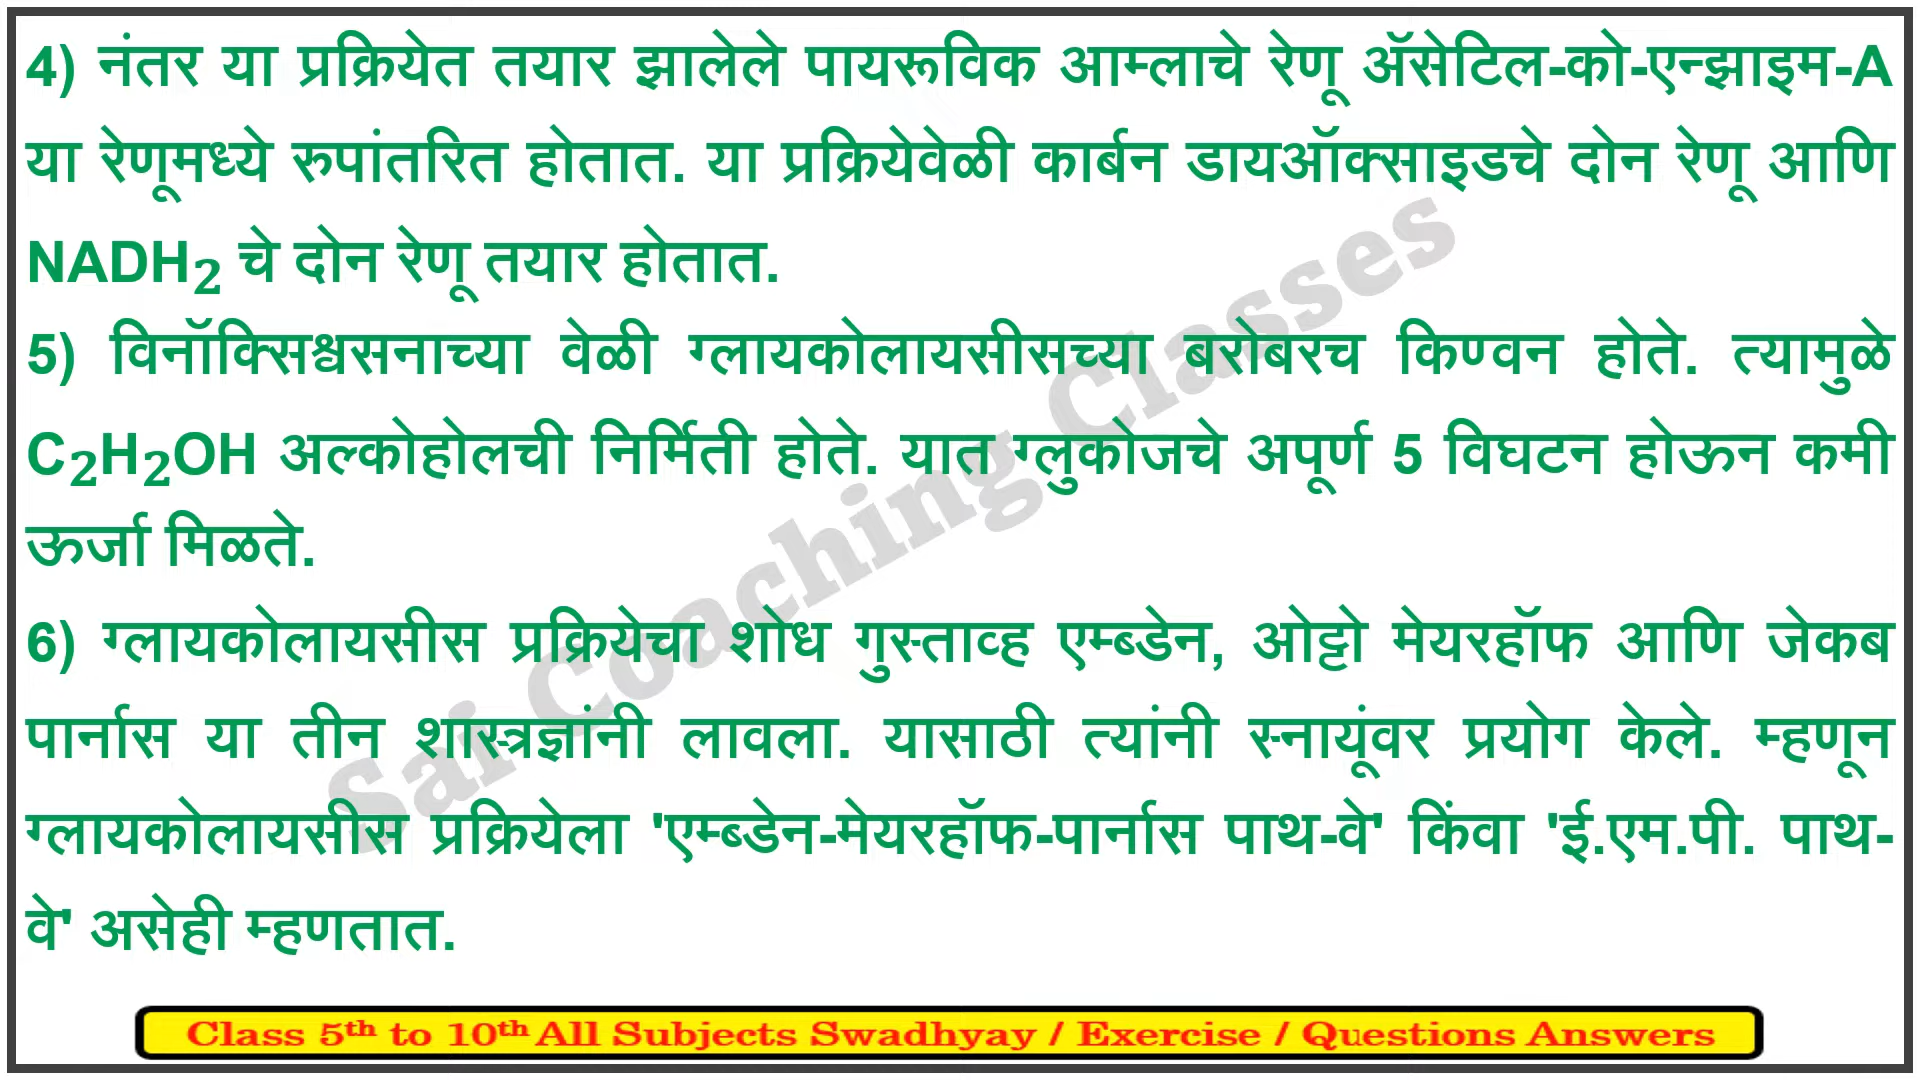 4) नंतर या प्रक्रियेत तयार झालेले पायरूविक आम्लाचे रेणू ॲसेटिल-को-एन्झाइम-A
या रेणूमध्ये रुपांतरित होतात. या प्रक्रियेवेळी कार्बन डायऑक्साइडचे दोन रेणू आणि
NADH₂ चे दोन रेणू तयार होतात.
5) विनॉक्सिश्वसनाच्या वेळी ग्लायकोलायसीसच्या बरोबरच किण्वन होते. त्यामुळे
C₂H₂OH अल्कोहोलची निर्मिती होते. यात ग्लुकोजचे अपूर्ण 5 विघटन होऊन कमी
ऊर्जा मिळते.
6) ग्लायकोलायसीस प्रक्रियेचा शोध गुस्ताव्ह एम्ब्डेन, ओट्टो मेयरहॉफ आणि जेकब
पार्नास या तीन शास्त्रज्ञांनी लावला. यासाठी त्यांनी स्नायूंवर प्रयोग केले. म्हणून
ग्लायकोलायसीस प्रक्रियेला 'एम्ब्डेन-मेयरहॉफ-पार्नास पाथ-वे' किंवा 'ई.एम.पी. पाथ-
वे' असेही म्हणतात.
Sai Coaching Classes
Class 5th to 10th All Subjects Swadhyay / Exercise / Questions Answers